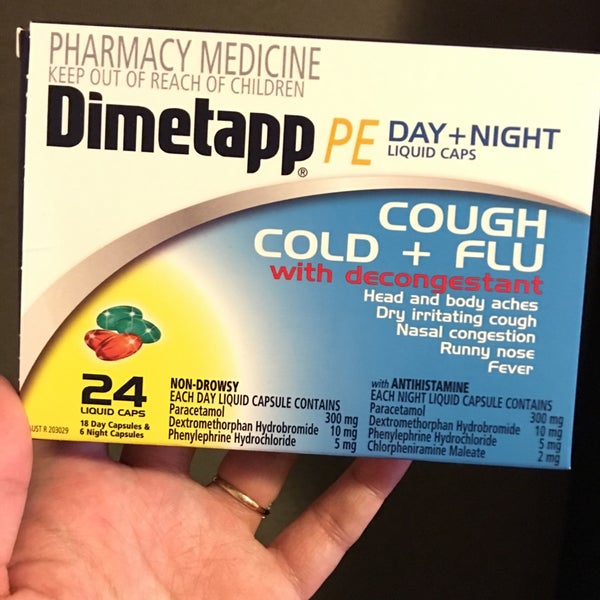 PHARMACY MEDICINE
KEEP OUT OF REACH OF CHILDREN
Dimetapp® PE DAY+NIGHT
LIQUID CAPS
COUGH
COLD + FLU
with decongestant
Head and body aches
Dry irritating cough
Nasal congestion
Runny nose
Fever
24
LIQUID CAPS
18 Day Capsules &
6 Night Capsules
AUST R 203029
NON-DROWSY
EACH DAY LIQUID CAPSULE CONTAINS
Paracetamol 300 mg
Dextromethorphan Hydrobromide 10 mg
Phenylephrine Hydrochloride 5 mg
with ANTIHISTAMINE
EACH NIGHT LIQUID CAPSULE CONTAINS
Paracetamol 300 mg
Dextromethorphan Hydrobromide 10 mg
Phenylephrine Hydrochloride 5 mg
Chlorpheniramine Maleate 2 mg